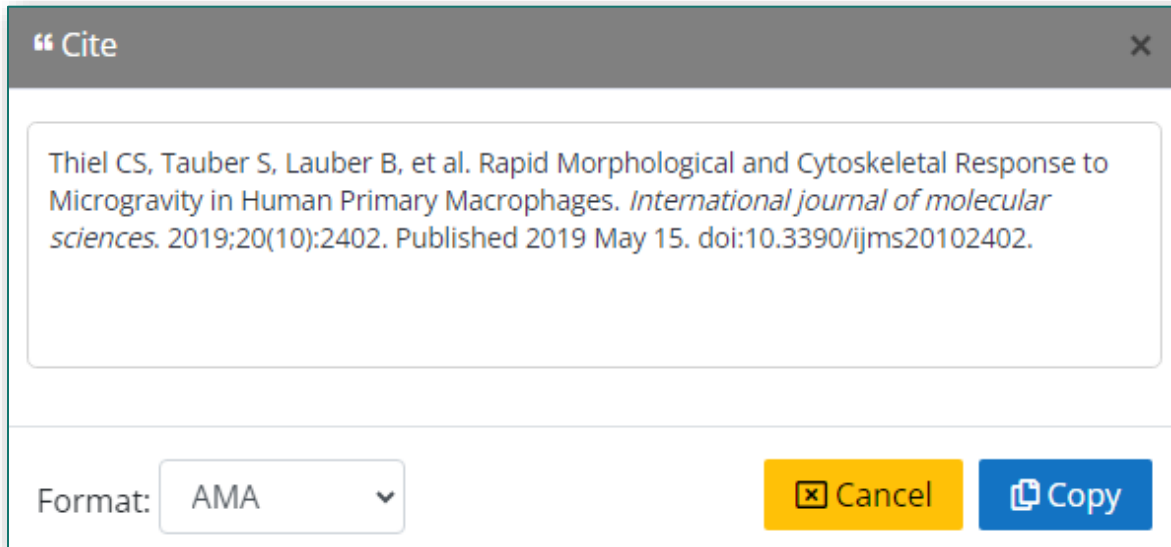 ❝ Cite ×
Thiel CS, Tauber S, Lauber B, et al. Rapid Morphological and Cytoskeletal Response to
Microgravity in Human Primary Macrophages. International journal of molecular
sciences. 2019;20(10):2402. Published 2019 May 15. doi:10.3390/ijms20102402.
Format: AMA Cancel Copy